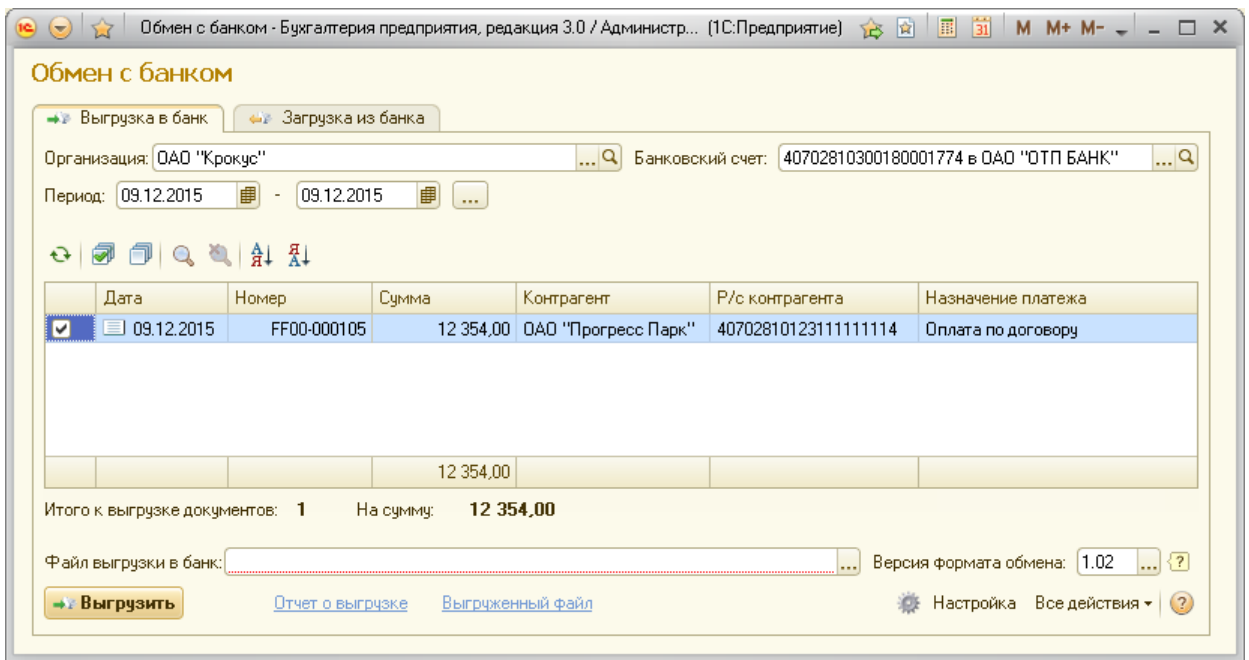 1С Обмен с банком - Бухгалтерия предприятия, редакция 3.0 / Администр... (1С:Предприятие) 31 M M+ M-
Обмен с банком
Выгрузка в банк Загрузка из банка
Организация: ОАО "Крокус" ... Банковский счет: 40702810300180001774 в ОАО "ОТП БАНК" ...
Период: 09.12.2015 - 09.12.2015 ...
А Я Я А
Дата Номер Сумма Контрагент Р/с контрагента Назначение платежа
09.12.2015 FF00-000105 12 354,00 ОАО "Прогресс Парк" 40702810123111111114 Оплата по договору
12 354,00
Итого к выгрузке документов: 1 На сумму: 12 354,00
Файл выгрузки в банк: ... Версия формата обмена: 1.02 ... ?
Выгрузить Отчет о выгрузке Выгруженный файл Настройка Все действия ?